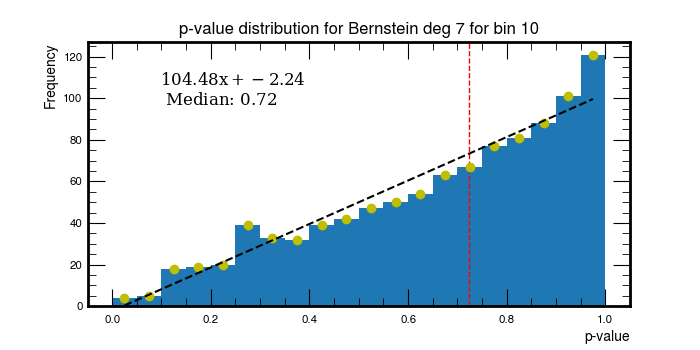 p-value distribution for Bernstein deg 7 for bin 10
Frequency
120
100
80
60
40
20
0
104.48x + −2.24
Median: 0.72
0.0 0.2 0.4 0.6 0.8 1.0
p-value